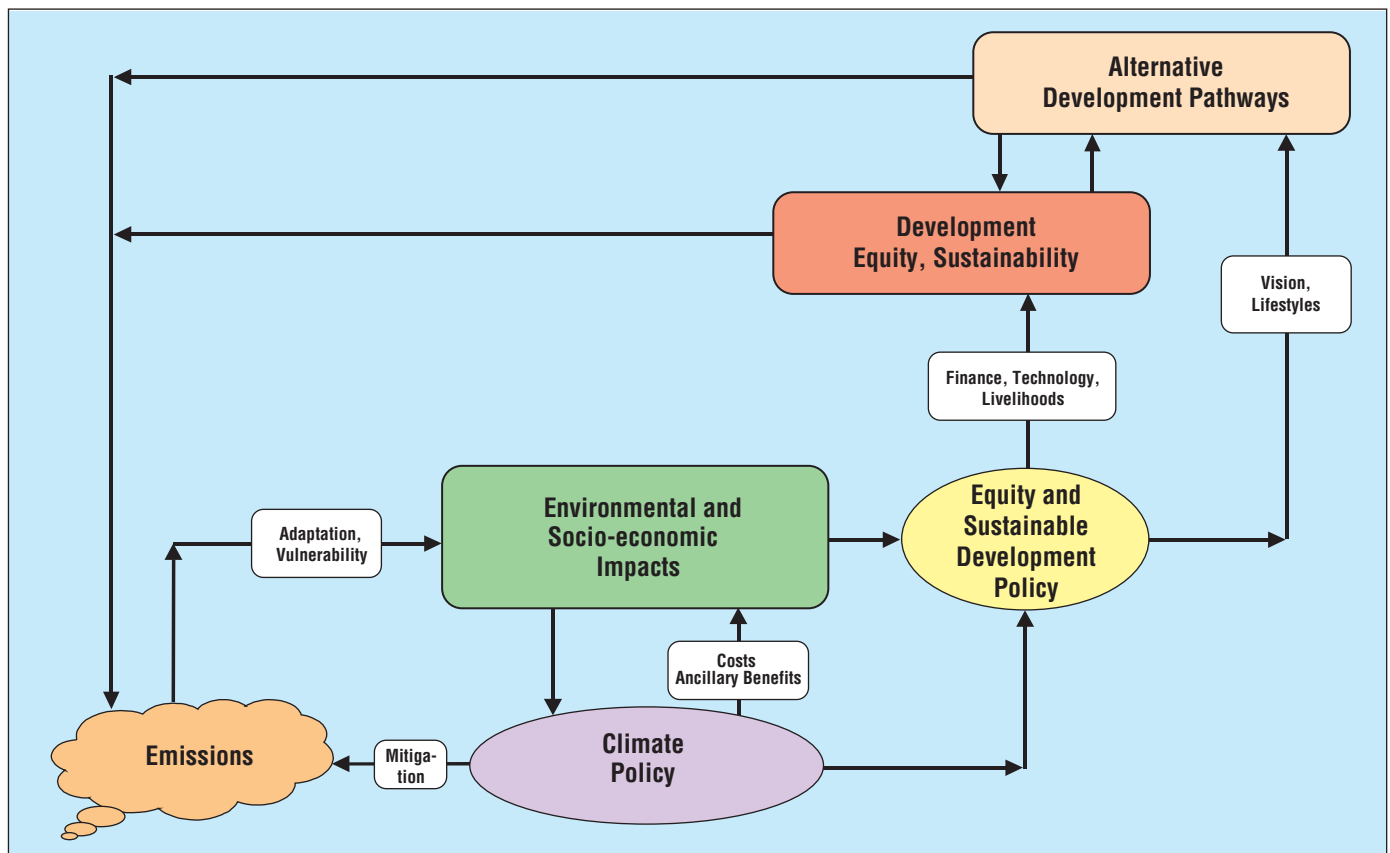 Alternative
Development Pathways
Development
Equity, Sustainability
Vision,
Lifestyles
Finance, Technology,
Livelihoods
Environmental and
Socio-economic
Impacts
Equity and
Sustainable
Development
Policy
Adaptation,
Vulnerability
Costs
Ancillary Benefits
Emissions
Mitiga-
tion
Climate
Policy